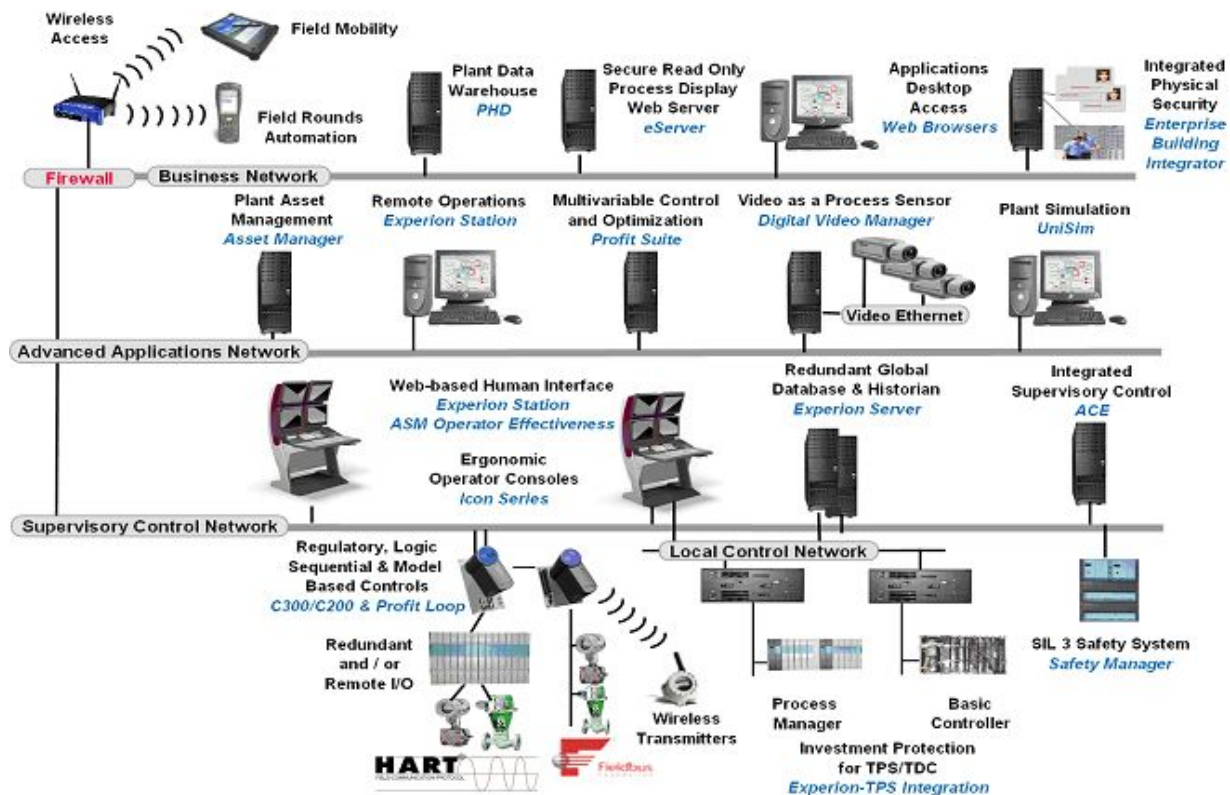 Wireless
Access
Field Mobility
Field Rounds
Automation
Plant Data
Warehouse
PHD
Secure Read Only
Process Display
Web Server
eServer
Applications
Desktop
Access
Web Browsers
Integrated
Physical
Security
Enterprise
Building
Integrator
Firewall
Business Network
Plant Asset
Management
Asset Manager
Remote Operations
Experion Station
Multivariable Control
and Optimization
Profit Suite
Video as a Process Sensor
Digital Video Manager
Plant Simulation
UniSim
Video Ethernet
Advanced Applications Network
Web-based Human Interface
Experion Station
ASM Operator Effectiveness
Ergonomic
Operator Consoles
Icon Series
Redundant Global
Database & Historian
Experion Server
Integrated
Supervisory Control
ACE
Supervisory Control Network
Regulatory, Logic
Sequential & Model
Based Controls
C300/C200 & Profit Loop
Local Control Network
Redundant
and / or
Remote I/O
SIL 3 Safety System
Safety Manager
Wireless
Transmitters
Process
Manager
Basic
Controller
Investment Protection
for TPS/TDC
Experion-TPS Integration
HART
FIELD COMMUNICATION PROTOCOL
Fieldbus